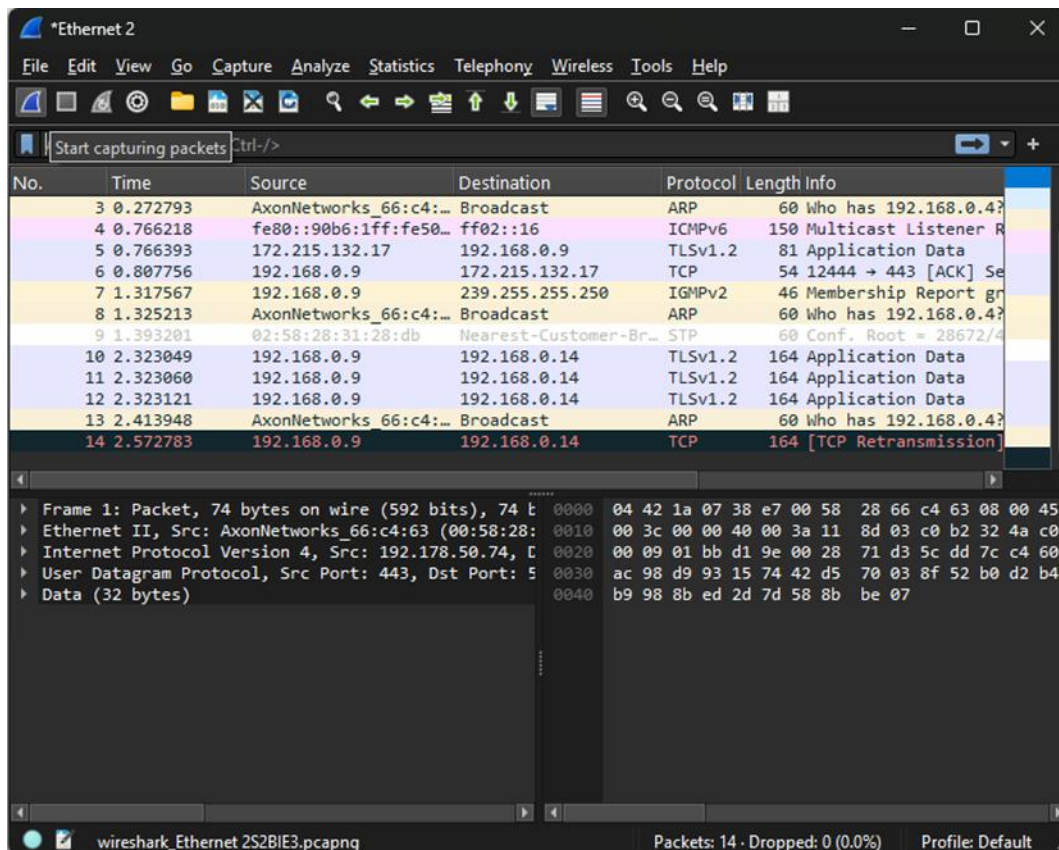 *Ethernet 2
File Edit View Go Capture Analyze Statistics Telephony Wireless Tools Help
Start capturing packets Ctrl-/>
No. Time Source Destination Protocol Length Info
3 0.272793 AxonNetworks_66:c4:… Broadcast ARP 60 Who has 192.168.0.4?
4 0.766218 fe80::90b6:1ff:fe50… ff02::16 ICMPv6 150 Multicast Listener R
5 0.766393 172.215.132.17 192.168.0.9 TLSv1.2 81 Application Data
6 0.807756 192.168.0.9 172.215.132.17 TCP 54 12444 → 443 [ACK] Se
7 1.317567 192.168.0.9 239.255.255.250 IGMPv2 46 Membership Report gr
8 1.325213 AxonNetworks_66:c4:… Broadcast ARP 60 Who has 192.168.0.4?
9 1.393201 02:58:28:31:28:db Nearest-Customer-Br… STP 60 Conf. Root = 28672/4
10 2.323049 192.168.0.9 192.168.0.14 TLSv1.2 164 Application Data
11 2.323060 192.168.0.9 192.168.0.14 TLSv1.2 164 Application Data
12 2.323121 192.168.0.9 192.168.0.14 TLSv1.2 164 Application Data
13 2.413948 AxonNetworks_66:c4:… Broadcast ARP 60 Who has 192.168.0.4?
14 2.572783 192.168.0.9 192.168.0.14 TCP 164 [TCP Retransmission]
Frame 1: Packet, 74 bytes on wire (592 bits), 74 b
Ethernet II, Src: AxonNetworks_66:c4:63 (00:58:28:
Internet Protocol Version 4, Src: 192.178.50.74, D
User Datagram Protocol, Src Port: 443, Dst Port: 5
Data (32 bytes)
0000 04 42 1a 07 38 e7 00 58 28 66 c4 63 08 00 45
0010 00 3c 00 00 40 00 3a 11 8d 03 c0 b2 32 4a c0
0020 00 09 01 bb d1 9e 00 28 71 d3 5c dd 7c c4 60
0030 ac 98 d9 93 15 74 42 d5 70 03 8f 52 b0 d2 b4
0040 b9 98 8b ed 2d 7d 58 8b be 07
wireshark_Ethernet 2S2BIE3.pcapng Packets: 14 · Dropped: 0 (0.0%) Profile: Default